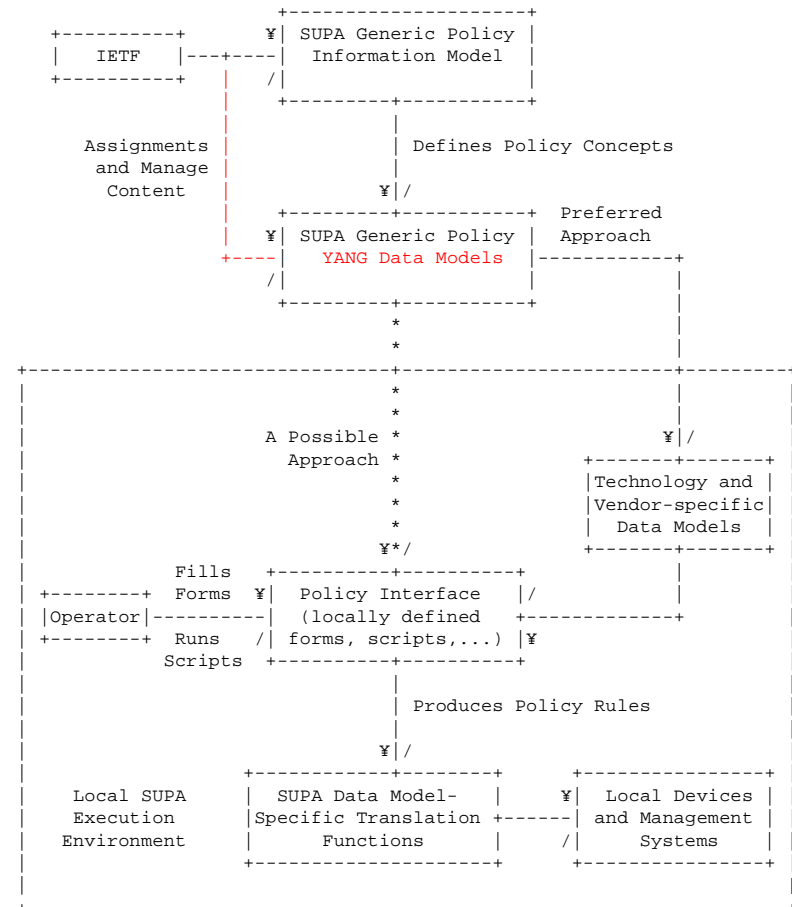 SUPA Generic Policy
IETF
Information Model
Assignments
and Manage
Content
Defines Policy Concepts
Preferred
Approach
SUPA Generic Policy
YANG Data Models
A Possible
Approach
Technology and
Vendor-specific
Data Models
Fills
Forms
Operator
Runs
Scripts
Policy Interface
(locally defined
forms, scripts,...)
Produces Policy Rules
Local SUPA
Execution
Environment
SUPA Data Model-
Specific Translation
Functions
Local Devices
and Management
Systems